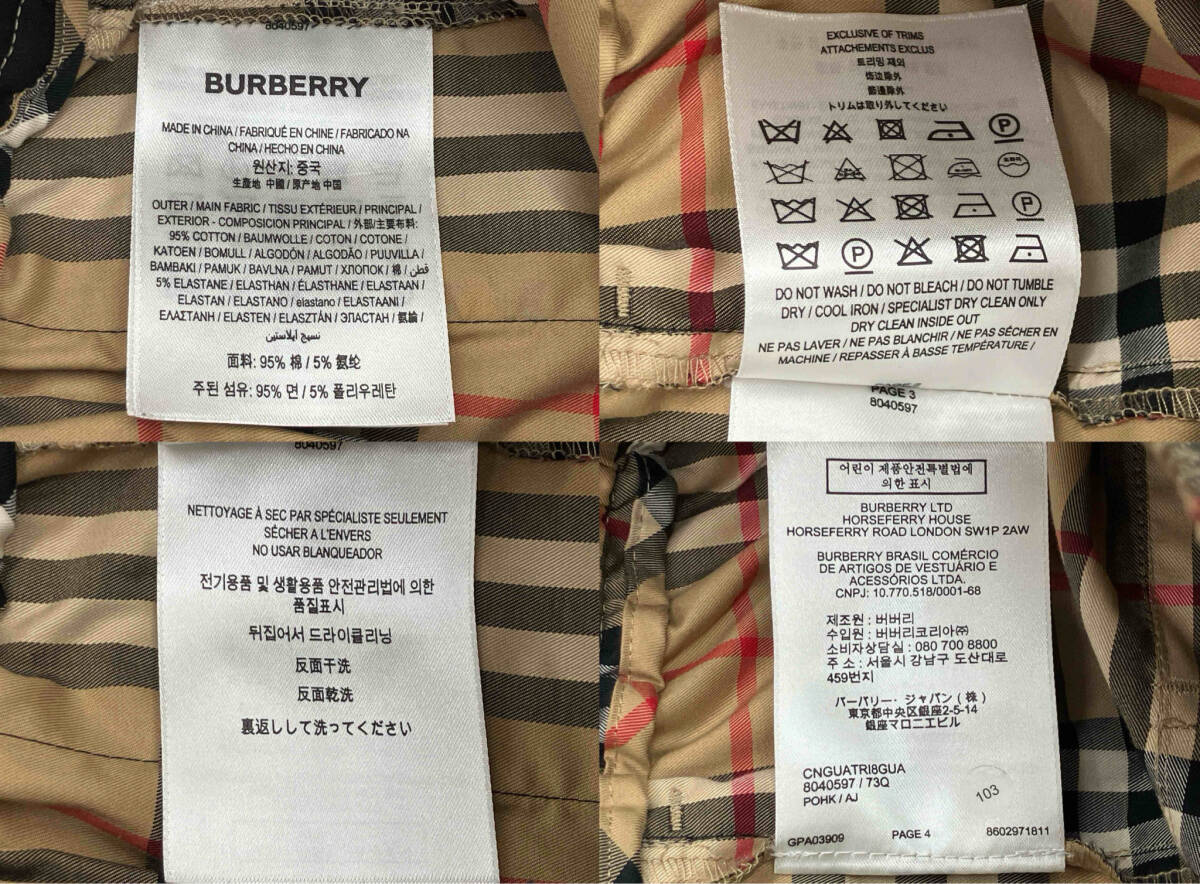 8040597
BURBERRY
MADE IN CHINA / FABRIQUÉ EN CHINE / FABRICADO NA
CHINA / HECHO EN CHINA
원산지: 중국
生產地 中國 / 原产地 中国
OUTER / MAIN FABRIC / TISSU EXTÉRIEUR / PRINCIPAL /
EXTERIOR - COMPOSICION PRINCIPAL / 外部/主要布料:
95% COTTON / BAUMWOLLE / COTON / COTONE /
KATOEN / BOMULL / ALGODÓN / ALGODÃO / PUUVILLA /
BAMBAKI / PAMUK / BAVLNA / PAMUT / ХЛОПОК / 棉 / قطن /
5% ELASTANE / ELASTHAN / ÉLASTHANE / ELASTAAN /
ELASTAN / ELASTANO / elastano / ELASTAANI /
ΕΛΑΣΤΑΝΗ / ELASTEN / ELASZTÁN / ЭЛАСТАН / 氨綸 /
نسيج ايلاستين
面料: 95% 棉 / 5% 氨纶
주된 섬유: 95% 면 / 5% 폴리우레탄
EXCLUSIVE OF TRIMS
ATTACHEMENTS EXCLUS
트리밍 제외
饰边除外
飾邊除外
トリムは取り外してください
P
P
P
DO NOT WASH / DO NOT BLEACH / DO NOT TUMBLE
DRY / COOL IRON / SPECIALIST DRY CLEAN ONLY
DRY CLEAN INSIDE OUT
NE PAS LAVER / NE PAS BLANCHIR / NE PAS SÉCHER EN
MACHINE / REPASSER À BASSE TEMPÉRATURE /
PAGE 3
8040597
8040597
NETTOYAGE À SEC PAR SPÉCIALISTE SEULEMENT
SÉCHER A L'ENVERS
NO USAR BLANQUEADOR
전기용품 및 생활용품 안전관리법에 의한
품질표시
뒤집어서 드라이클리닝
反面干洗
反面乾洗
裏返しして洗ってください
어린이 제품안전특별법에
의한 표시
BURBERRY LTD
HORSEFERRY HOUSE
HORSEFERRY ROAD LONDON SW1P 2AW
BURBERRY BRASIL COMÉRCIO
DE ARTIGOS DE VESTUÁRIO E
ACESSÓRIOS LTDA.
CNPJ: 10.770.518/0001-68
제조원 : 버버리
수입원 : 버버리코리아㈜
소비자상담실 : 080 700 8800
주 소 : 서울시 강남구 도산대로
459번지
バーバリー・ジャパン ( 株 )
東京都中央区銀座2-5-14
銀座マロニエビル
CNGUATRI8GUA
8040597 / 73Q
POHK / AJ
103
GPA03909
PAGE 4
8602971811